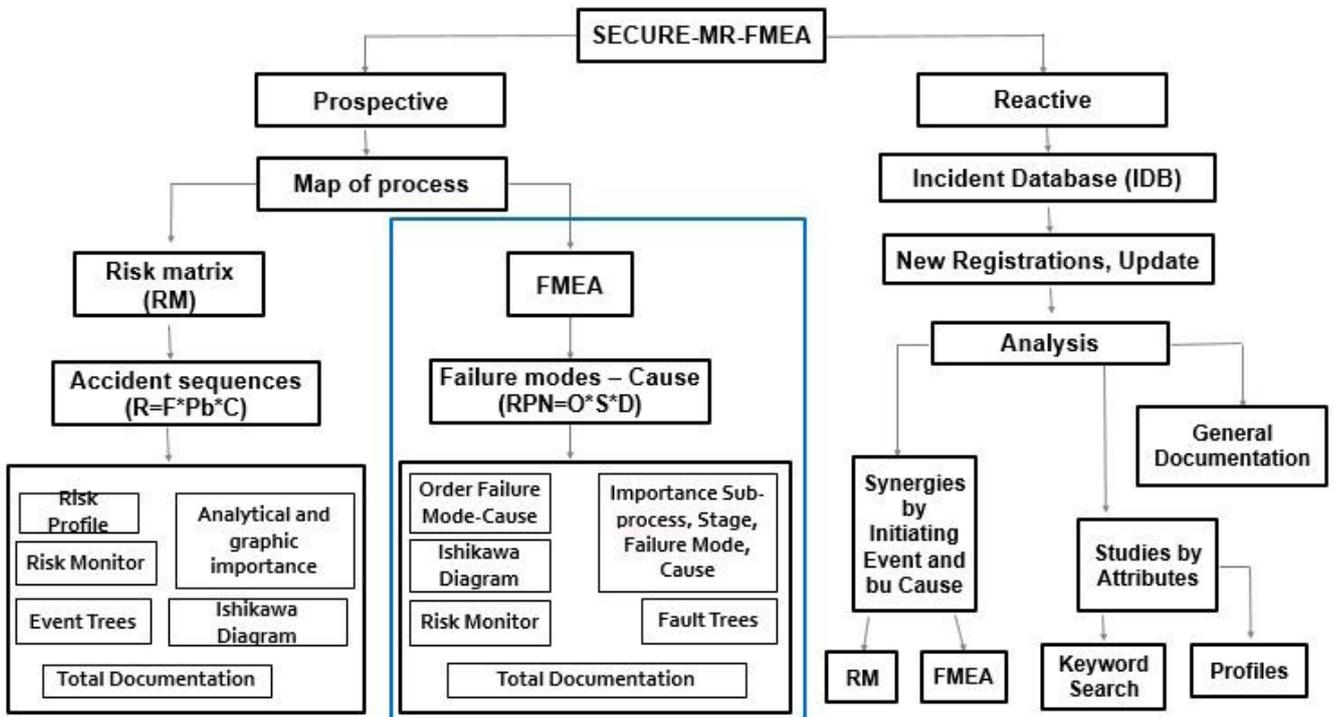 SECURE-MR-FMEA
Prospective
Reactive
Map of process
Incident Database (IDB)
Risk matrix
(RM)
FMEA
New Registrations, Update
Accident sequences
(R=F*Pb*C)
Failure modes – Cause
(RPN=O*S*D)
Analysis
General
Documentation
Risk
Profile
Analytical and
graphic
importance
Risk Monitor
Event Trees
Ishikawa
Diagram
Total Documentation
Order Failure
Mode-Cause
Importance Sub-
process, Stage,
Failure Mode,
Cause
Ishikawa
Diagram
Risk Monitor
Fault Trees
Total Documentation
Synergies
by
Initiating
Event and
bu Cause
Studies by
Attributes
RM
FMEA
Keyword
Search
Profiles